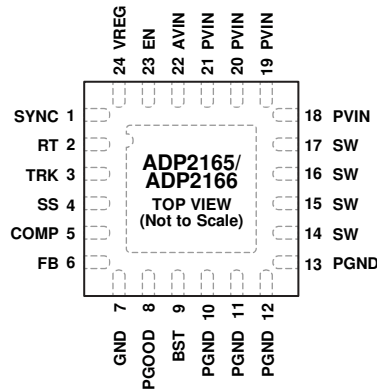 24 VREG
23 EN
22 AVIN
21 PVIN
20 PVIN
19 PVIN
SYNC 1
RT 2
TRK 3
SS 4
COMP 5
FB 6
ADP2165/
ADP2166
TOP VIEW
(Not to Scale)
18 PVIN
17 SW
16 SW
15 SW
14 SW
13 PGND
GND 7
PGOOD 8
BST 9
PGND 10
PGND 11
PGND 12